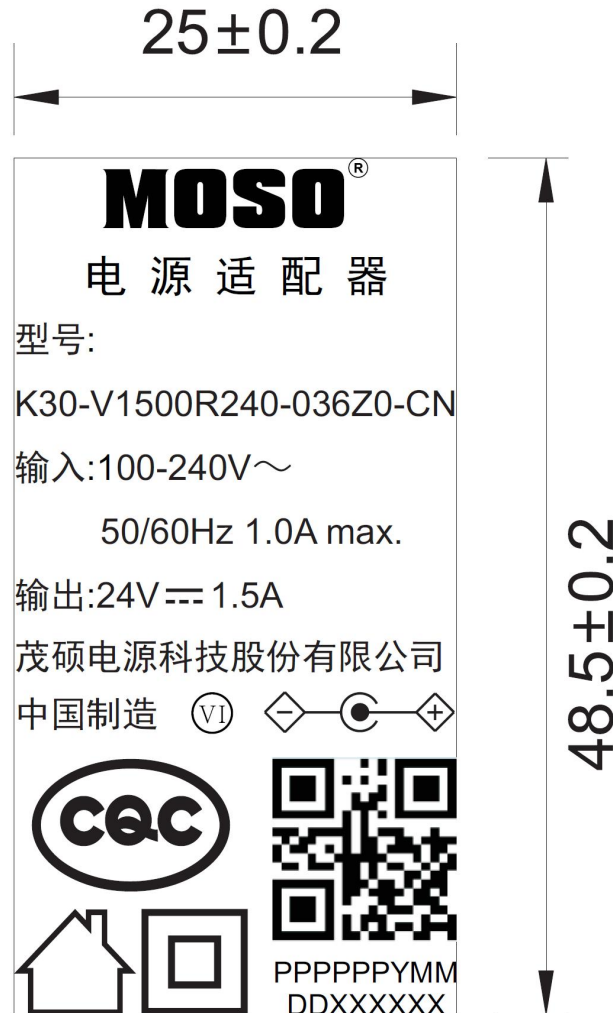 25±0.2
MOSO®
电源适配器
型号:
K30-V1500R240-036Z0-CN
输入:100-240V～
50/60Hz 1.0A max.
输出:24V⎓1.5A
茂硕电源科技股份有限公司
中国制造 VI - +
CQC
PPPPPPYMM
DDXXXXXX
48.5±0.2